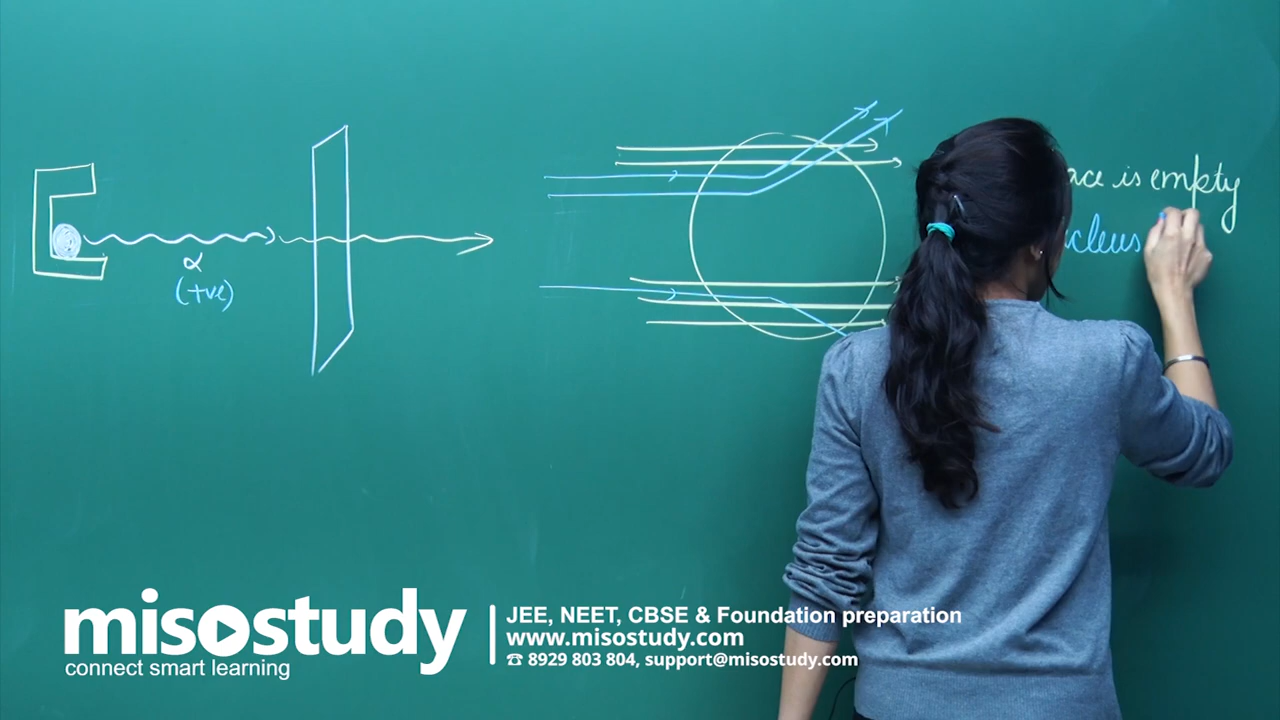 α
(+ve)
ace is empty
cleus
misostudy
connect smart learning
JEE, NEET, CBSE & Foundation preparation
www.misostudy.com
☎ 8929 803 804, support@misostudy.com